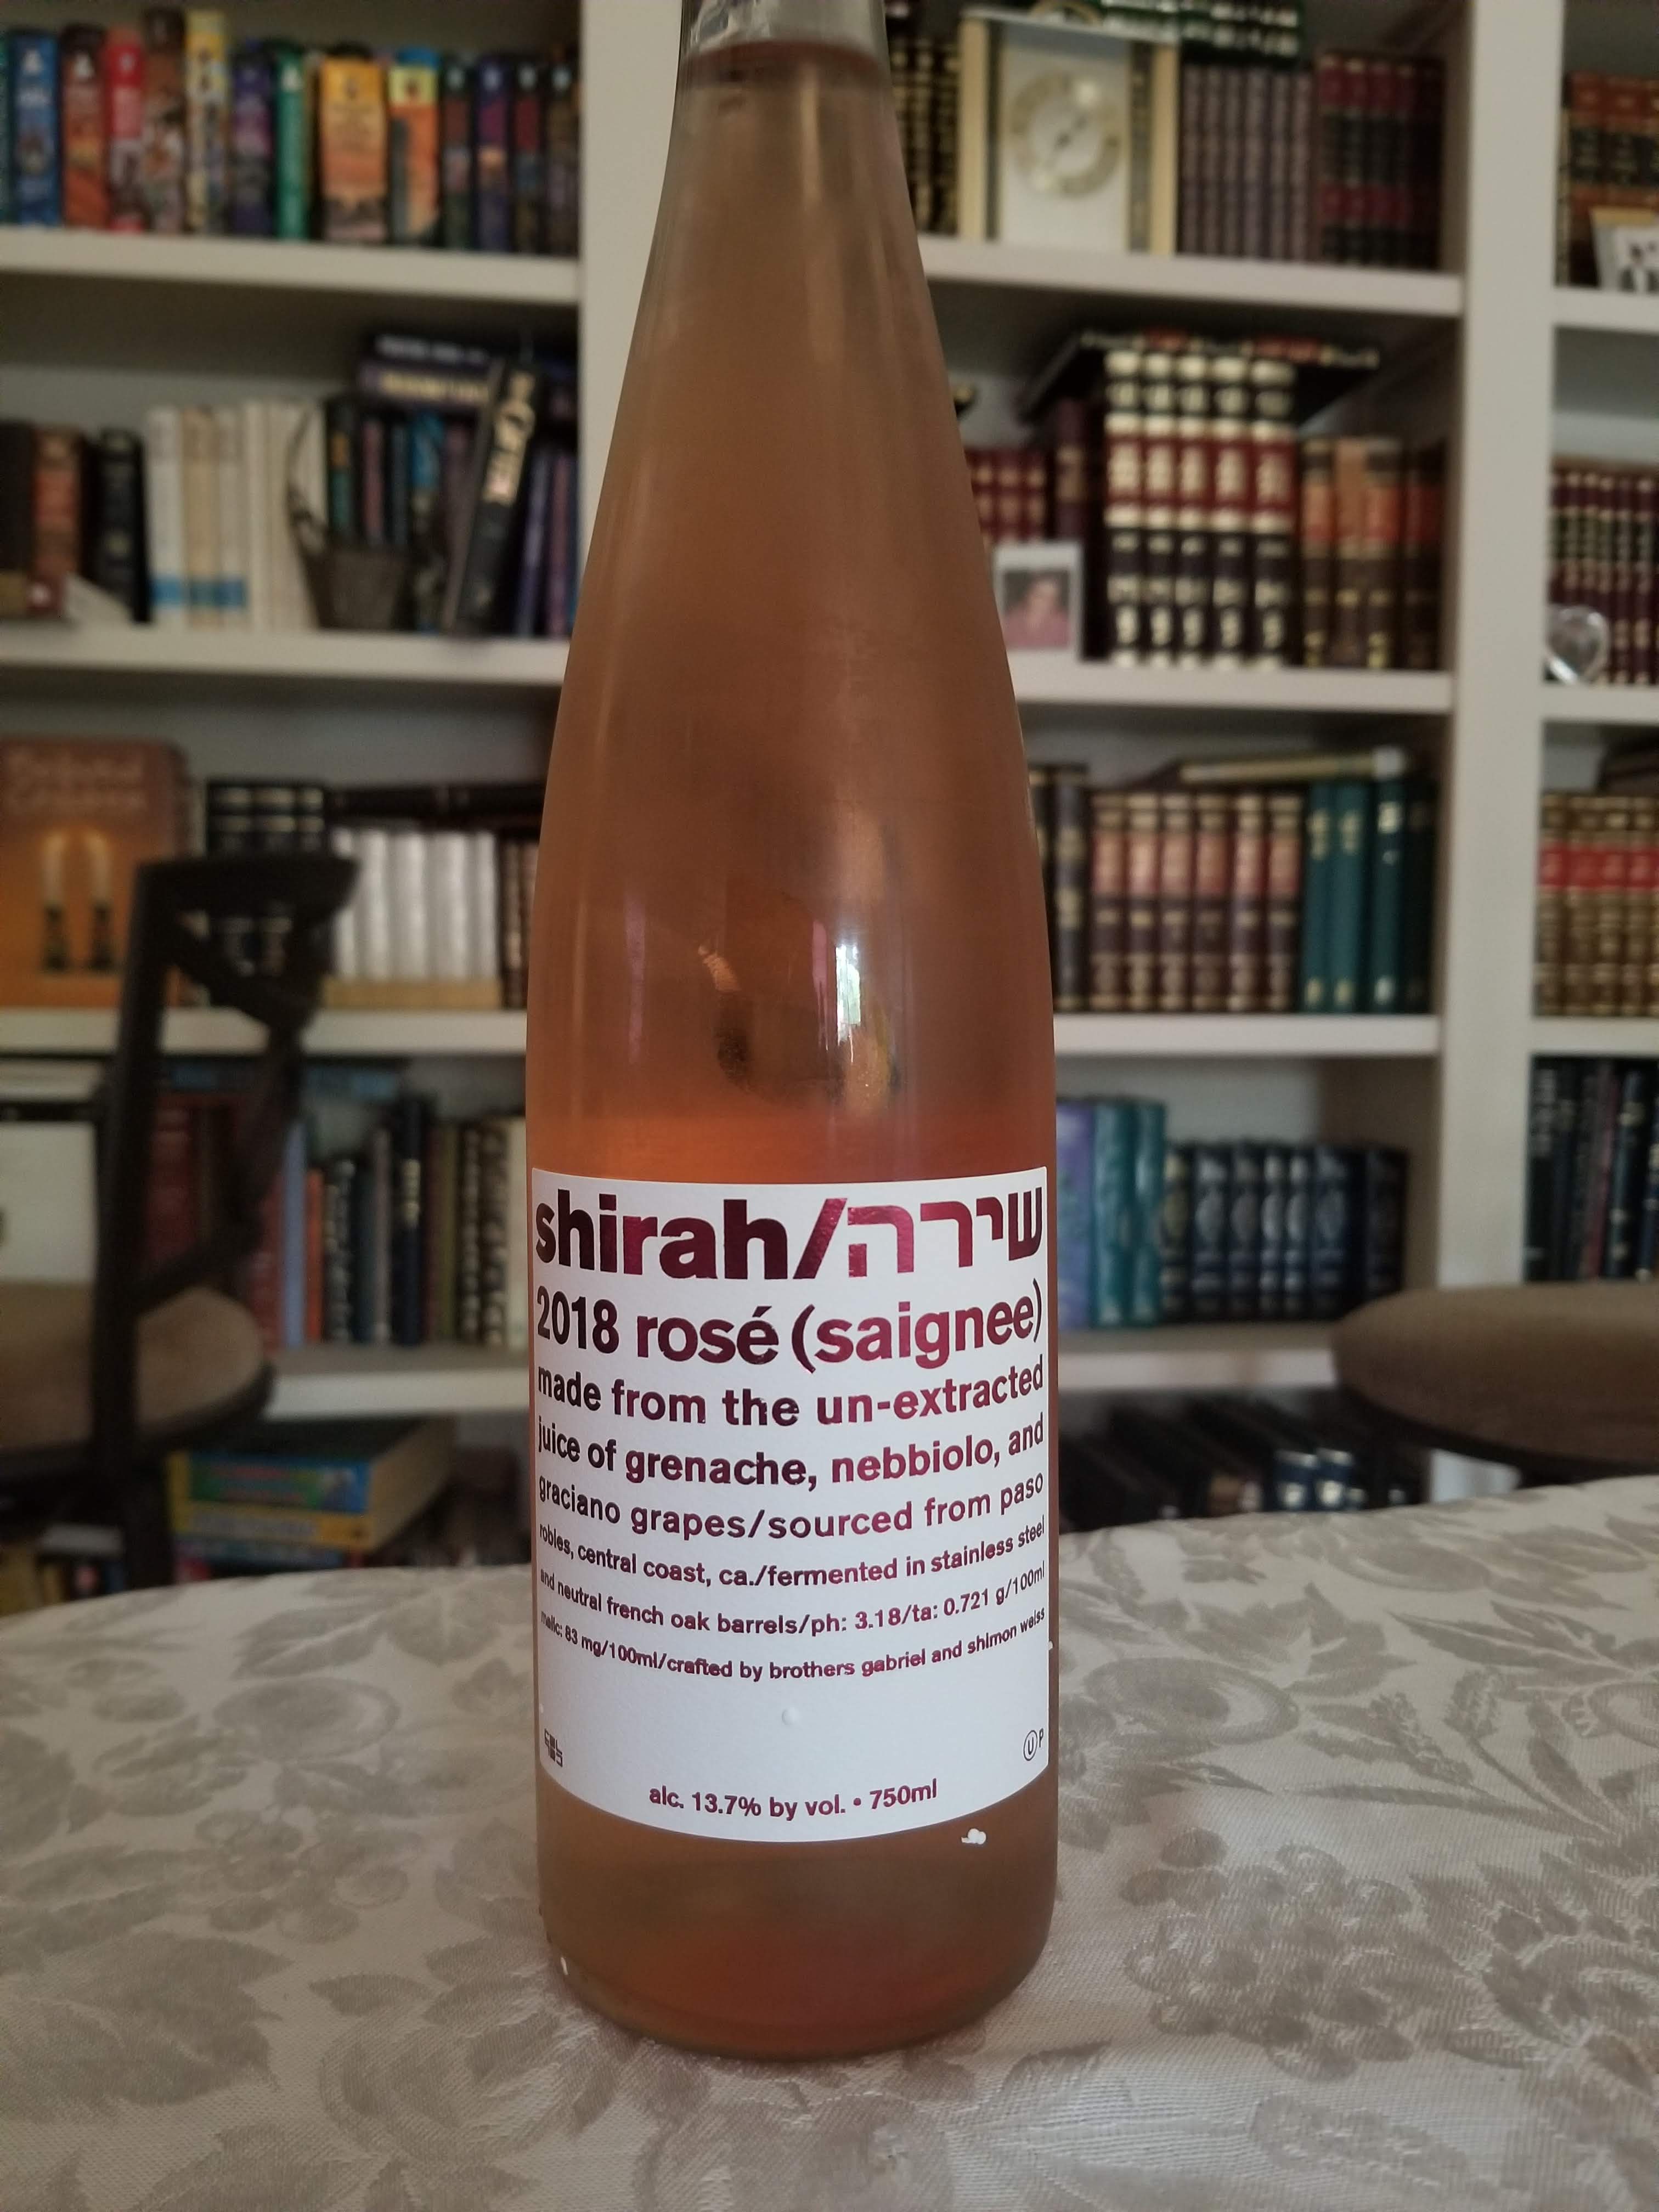 shirah/שירה
2018 rosé (saignee)
made from the un-extracted
juice of grenache, nebbiolo, and
graciano grapes/sourced from paso
robles, central coast, ca./fermented in stainless steel
and neutral french oak barrels/ph: 3.18/ta: 0.721 g/100ml
malic: 83 mg/100ml/crafted by brothers gabriel and shimon weiss
U P
alc. 13.7% by vol. • 750ml